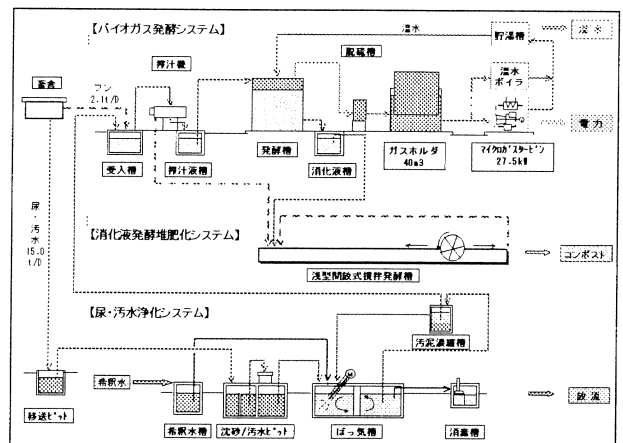 【バイオガス発酵システム】
畜舎
フン
2.1t/D
搾汁機
脱硫槽
温水
貯湯槽
温水
温水
ボイラ
電力
受入槽
搾汁液槽
発酵槽
消化液槽
ガスホルダ
40m3
マイクロガスタービン
27.5kW
尿・汚水
15.0
t/D
【消化液発酵堆肥化システム】
浅型開放式撹拌発酵槽
コンポスト
【尿・汚水浄化システム】
汚泥濃縮槽
希釈水
放流
移送ピット
希釈水槽
沈砂/汚水ピット
ばっ気槽
消毒槽